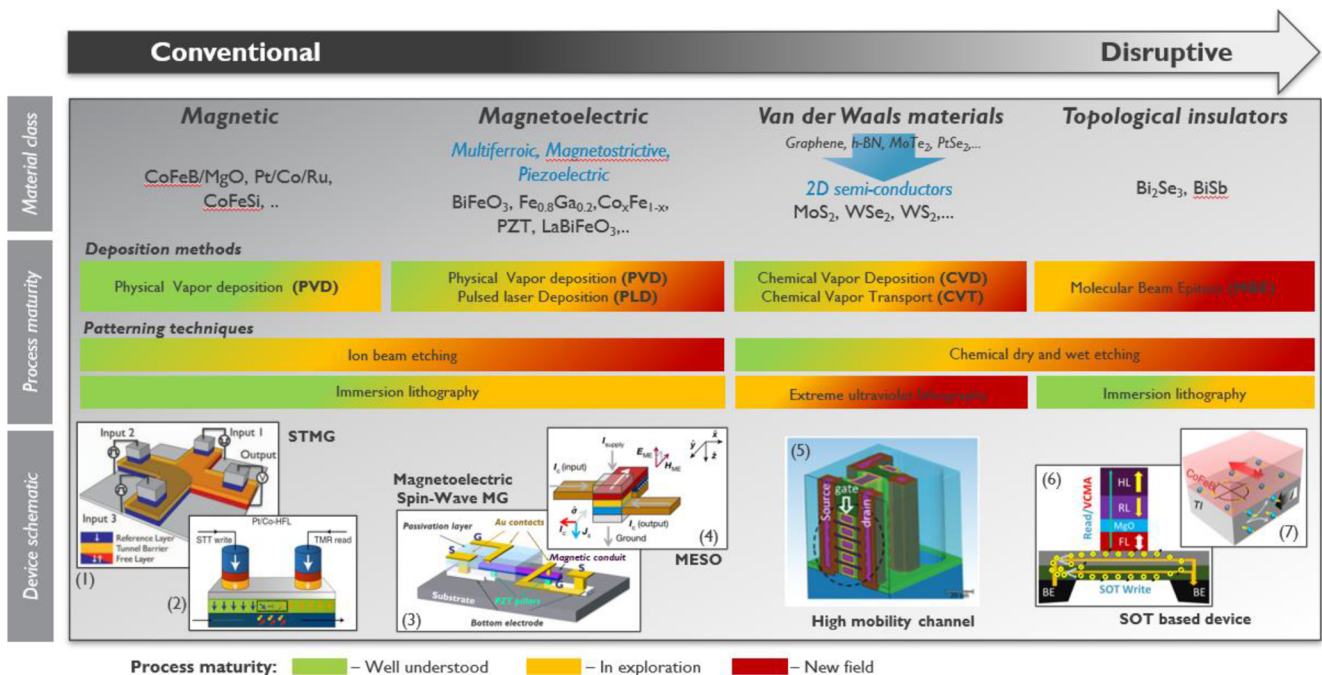 Conventional
Disruptive
Material class
Magnetic
CoFeB/MgO, Pt/Co/Ru,
CoFeSi, ..
Magnetoelectric
Multiferroic, Magnetostrictive,
Piezoelectric
BiFeO₃, Fe₀.₈Ga₀.₂,CoₓFe₁₋ₓ,
PZT, LaBiFeO₃,..
Van der Waals materials
Graphene, h-BN, MoTe₂, PtSe₂,...
2D semi-conductors
MoS₂, WSe₂, WS₂,...
Topological insulators
Bi₂Se₃, BiSb
Process maturity
Deposition methods
Physical Vapor deposition (PVD)
Physical Vapor deposition (PVD)
Pulsed laser Deposition (PLD)
Chemical Vapor Deposition (CVD)
Chemical Vapor Transport (CVT)
Molecular Beam Epitaxy (MBE)
Patterning techniques
Ion beam etching
Chemical dry and wet etching
Immersion lithography
Extreme ultraviolet lithography
Immersion lithography
Device schematic
Input 2
Input 1
STMG
Output
Input 3
Reference Layer
Tunnel Barrier
Free Layer
(1)
Pt/Co-HFL
STT write
TMR read
(2)
Magnetoelectric
Spin-Wave MG
Passivation layer
Au contacts
G
S
Magnetic conduit
S
G
PZT pillars
Substrate
(3)
Bottom electrode
I supply
E ME
H ME
x̂
ŷ
ẑ
I c (input)
σ̂
I c
J s
I c (output)
Ground
(4)
MESO
(5)
Source
gate
drain
High mobility channel
(6)
Read/VCMA
HL
RL
MgO
FL
BE
SOT Write
BE
CoFeB
TI
(7)
SOT based device
Process maturity:
– Well understood
– In exploration
– New field